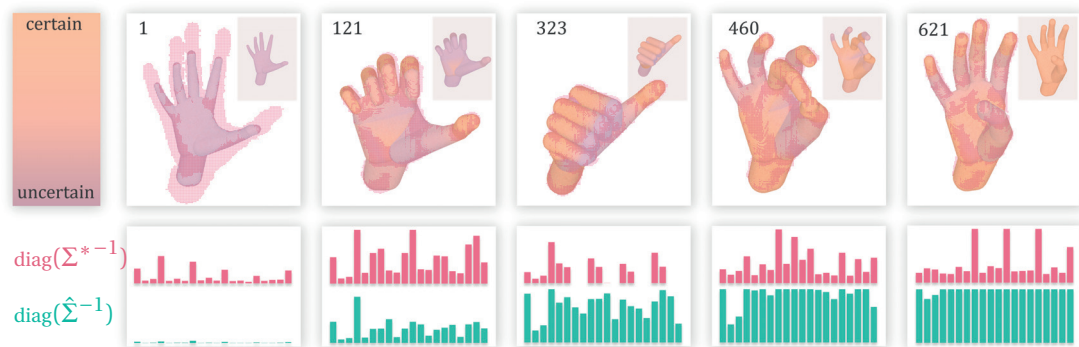 certain
uncertain
1
121
323
460
621
diag(Σ*⁻¹)
diag(Σ̂⁻¹)